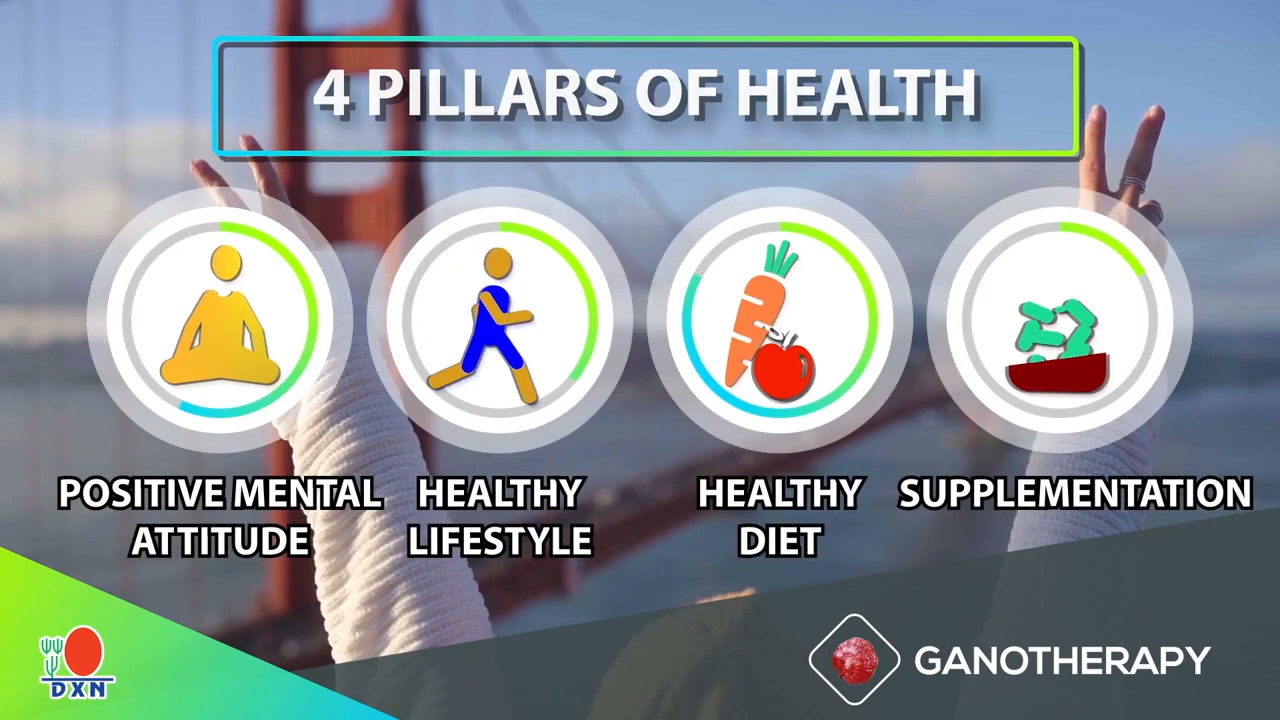 4 PILLARS OF HEALTH
POSITIVE MENTAL
ATTITUDE
HEALTHY
LIFESTYLE
HEALTHY
DIET
SUPPLEMENTATION
DXN
GANOTHERAPY